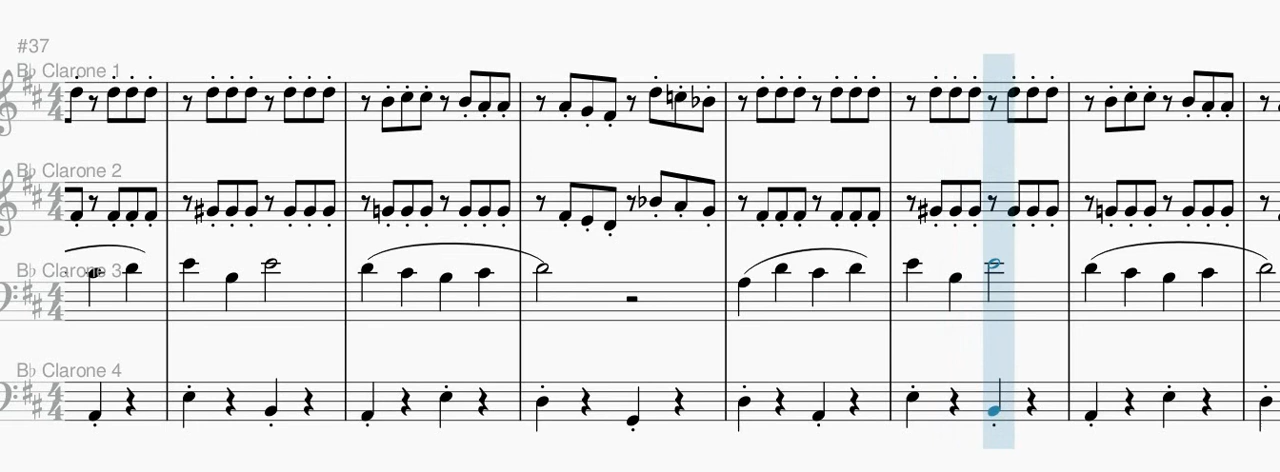 #37
B♭ Clarone 1
B♭ Clarone 2
B♭ Clarone 3
B♭ Clarone 4